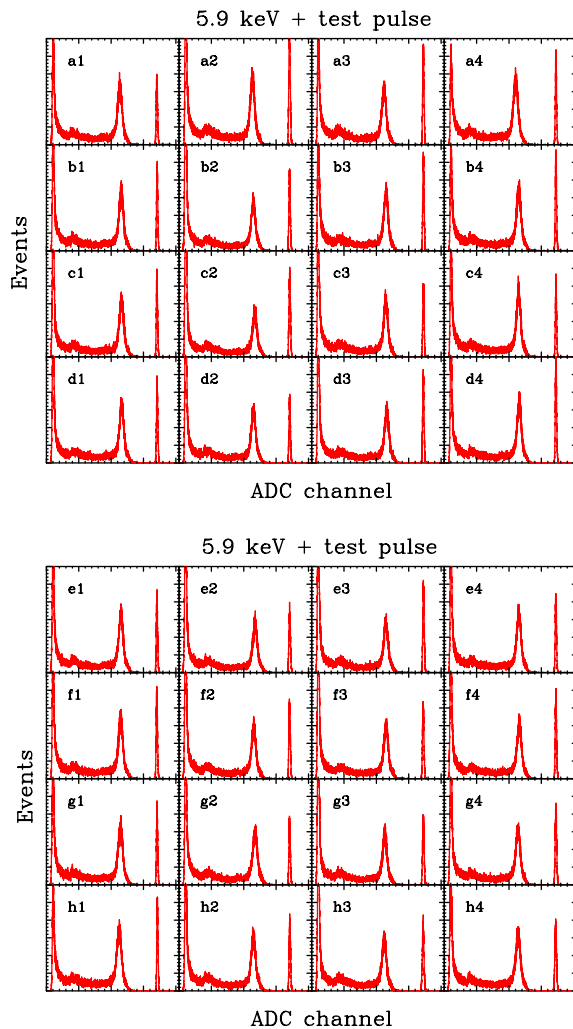 5.9 keV + test pulse
a1 a2 a3 a4
b1 b2 b3 b4
Events
c1 c2 c3 c4
d1 d2 d3 d4
ADC channel
5.9 keV + test pulse
e1 e2 e3 e4
f1 f2 f3 f4
Events
g1 g2 g3 g4
h1 h2 h3 h4
ADC channel